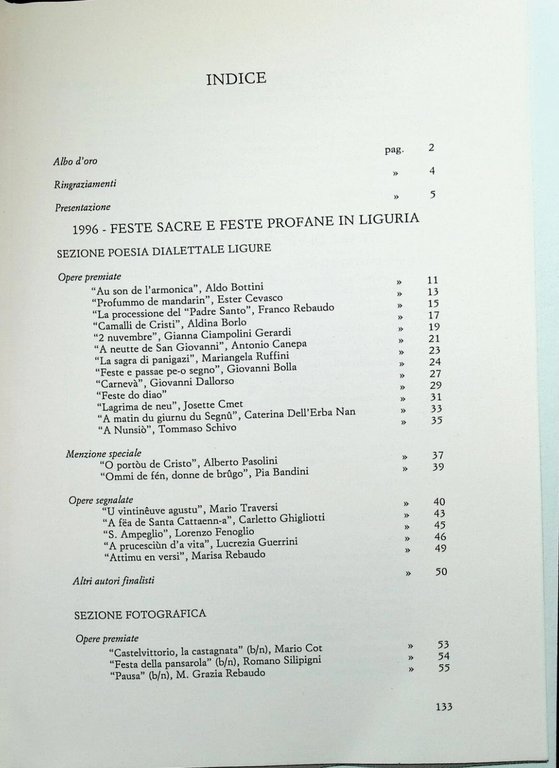 INDICE
Albo d'oro pag. 2
Ringraziamenti » 4
Presentazione » 5
1996 - FESTE SACRE E FESTE PROFANE IN LIGURIA
SEZIONE POESIA DIALETTALE LIGURE
Opere premiate
"Au son de l'armonica", Aldo Bottini » 11
"Profummo de mandarin", Ester Cevasco » 13
"La processione del "Padre Santo", Franco Rebaudo » 15
"Camalli de Cristi", Aldina Borlo » 17
"2 nuvembre", Gianna Ciampolini Gerardi » 19
"A neutte de San Giovanni", Antonio Canepa » 21
"La sagra di panigazi", Mariangela Ruffini » 23
"Feste e passae pe-o segno", Giovanni Bolla » 24
"Carnevà", Giovanni Dallorso » 27
"Feste do diao" » 29
"Lagrima de neu", Josette Cmet » 31
"A matin du giurnu du Segnû", Caterina Dell'Erba Nan » 33
"A Nunsiò", Tommaso Schivo » 35
Menzione speciale
"O portòu de Cristo", Alberto Pasolini » 37
"Ommi de fén, donne de brûgo", Pia Bandini » 39
Opere segnalate
"U vintinêuve agustu", Mario Traversi » 40
"A fëa de Santa Cattaenn-a", Carletto Ghigliotti » 43
"S. Ampeglio", Lorenzo Fenoglio » 45
"A prucesciùn d'a vita", Lucrezia Guerrini » 46
"Attimu en versi", Marisa Rebaudo » 49
Altri autori finalisti » 50
SEZIONE FOTOGRAFICA
Opere premiate
"Castelvittorio, la castagnata" (b/n), Mario Cot » 53
"Festa della pansarola" (b/n), Romano Silipigni » 54
"Pausa" (b/n), M. Grazia Rebaudo » 55
133